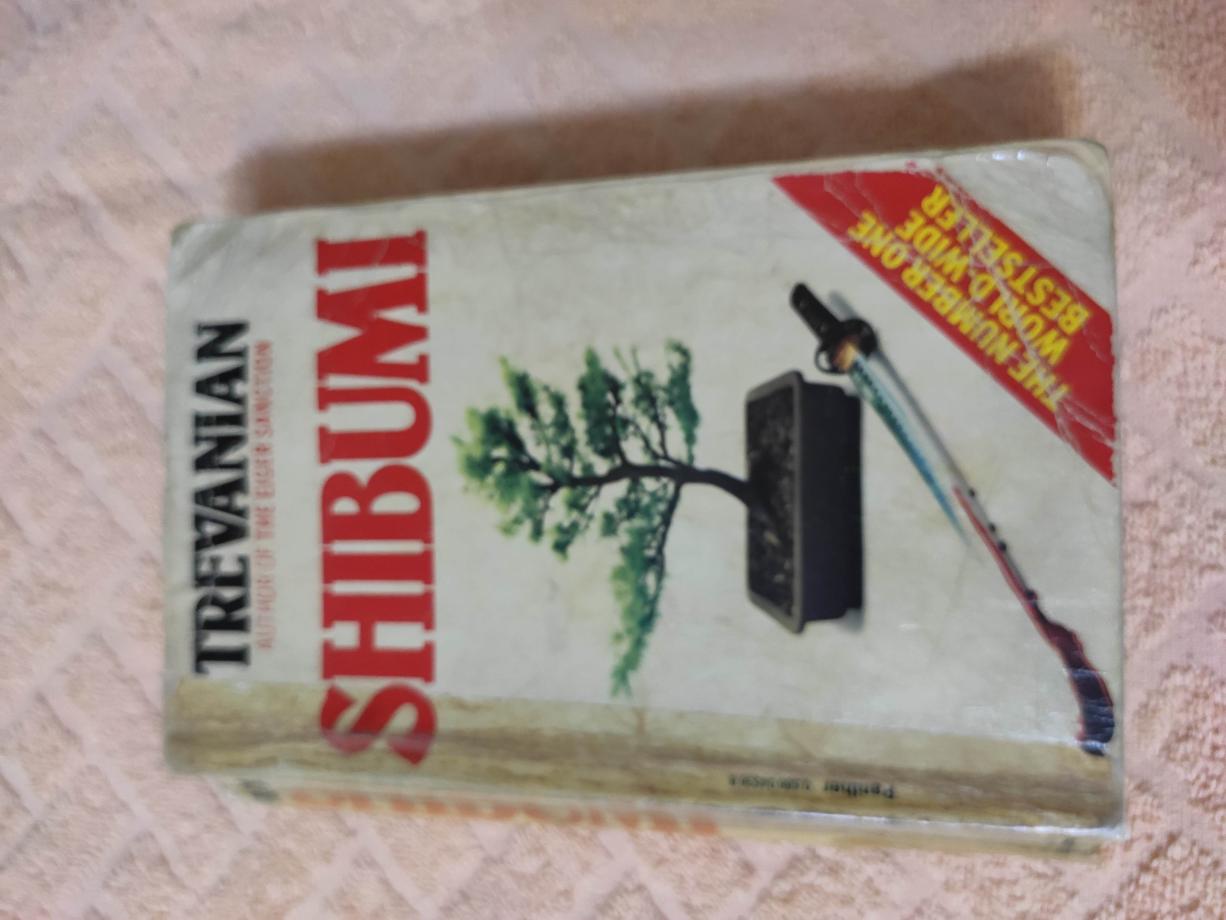 TREVANIAN
AUTHOR OF THE EIGER SANCTION
SHIBUMI
THE NUMBER ONE
WORLD-WIDE
BESTSELLER
Panther